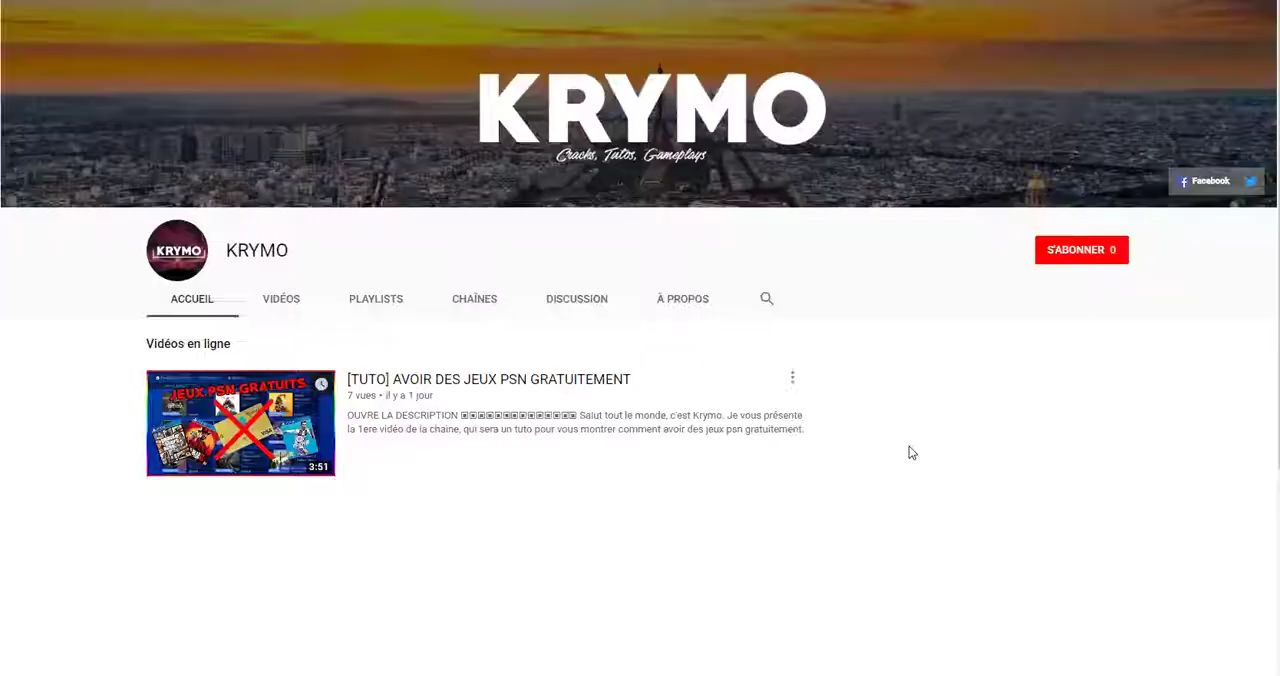 KRYMO
Cracks, Tutos, Gameplays
Facebook
KRYMO
KRYMO
S'ABONNER 0
ACCUEIL
VIDÉOS
PLAYLISTS
CHAÎNES
DISCUSSION
À PROPOS
Vidéos en ligne
JEUX PSN GRATUITS
3:51
[TUTO] AVOIR DES JEUX PSN GRATUITEMENT
7 vues • il y a 1 jour
OUVRE LA DESCRIPTION Salut tout le monde, c'est Krymo. Je vous présente
la 1ere vidéo de la chaine, qui sera un tuto pour vous montrer comment avoir des jeux psn gratuitement.